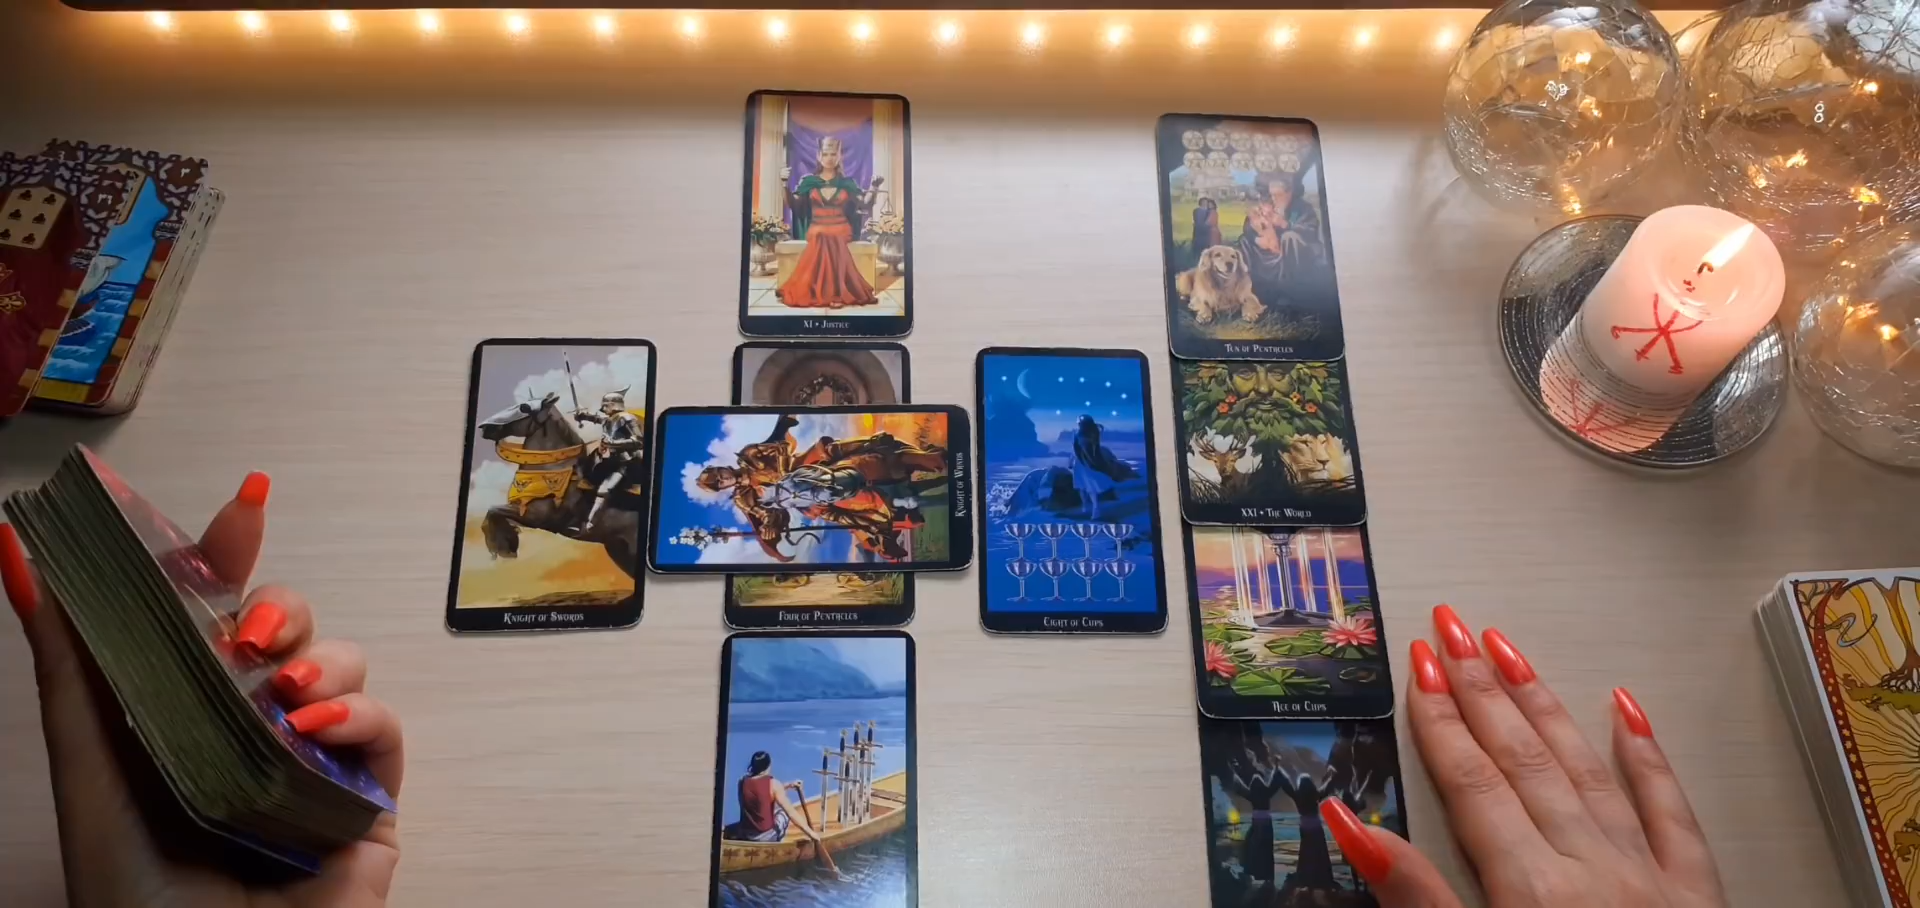 XI • Justice
Ten of Pentacles
Knight of Wands
XXI • The World
Knight of Swords
Four of Pentacles
Eight of Cups
Ace of Cups